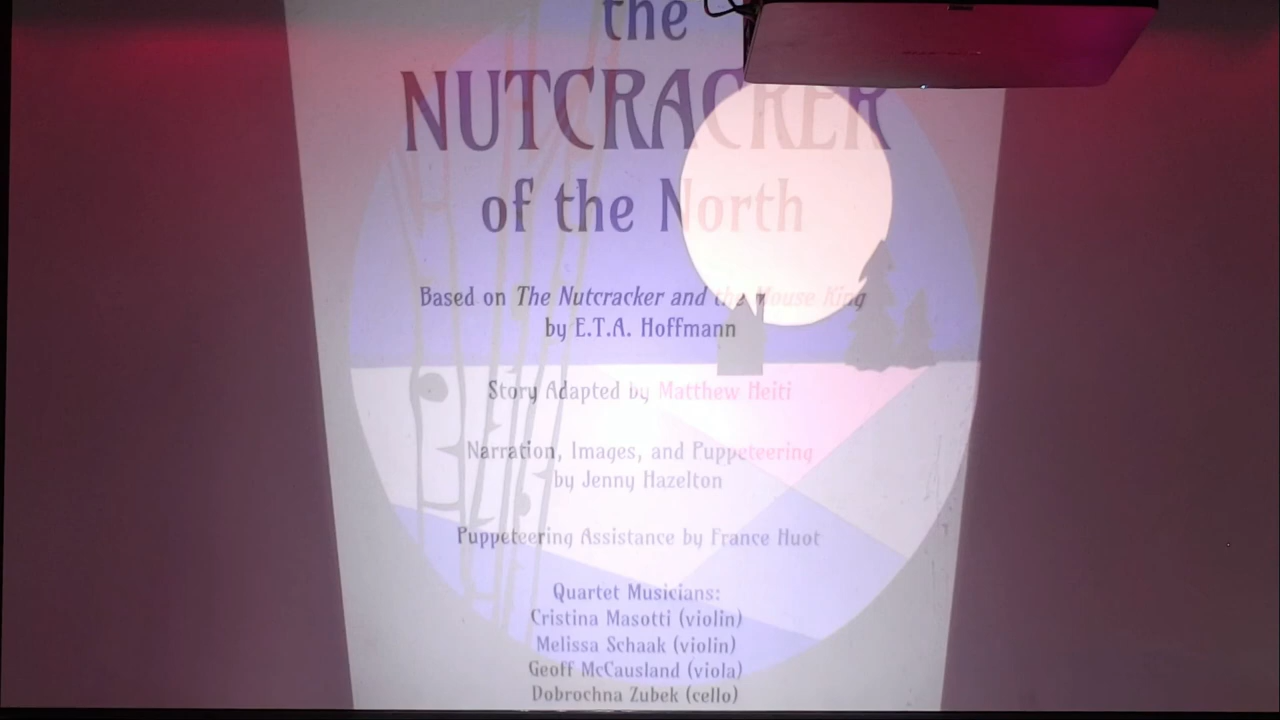 the
NUTCRACKER
of the North
Based on The Nutcracker and the Mouse King
by E.T.A. Hoffmann
Story Adapted by Matthew Heiti
Narration, Images, and Puppeteering
by Jenny Hazelton
Puppeteering Assistance by France Huot
Quartet Musicians:
Cristina Masotti (violin)
Melissa Schaak (violin)
Geoff McCausland (viola)
Dobrochna Zubek (cello)